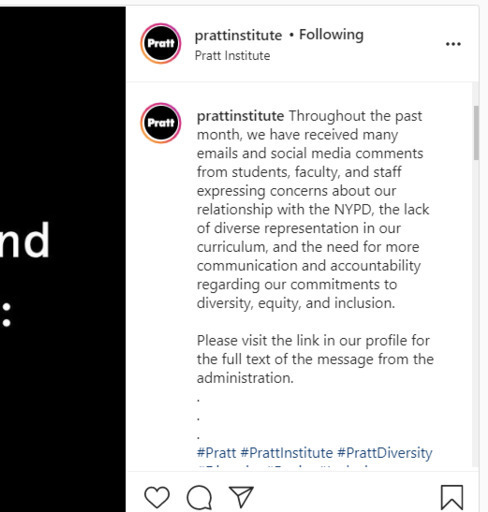 Pratt
prattinstitute • Following
Pratt Institute
•••
Pratt
prattinstitute Throughout the past
month, we have received many
emails and social media comments
from students, faculty, and staff
expressing concerns about our
relationship with the NYPD, the lack
of diverse representation in our
curriculum, and the need for more
communication and accountability
regarding our commitments to
diversity, equity, and inclusion.
Please visit the link in our profile for
the full text of the message from the
administration.
.
.
.
#Pratt #PrattInstitute #PrattDiversity
nd
: